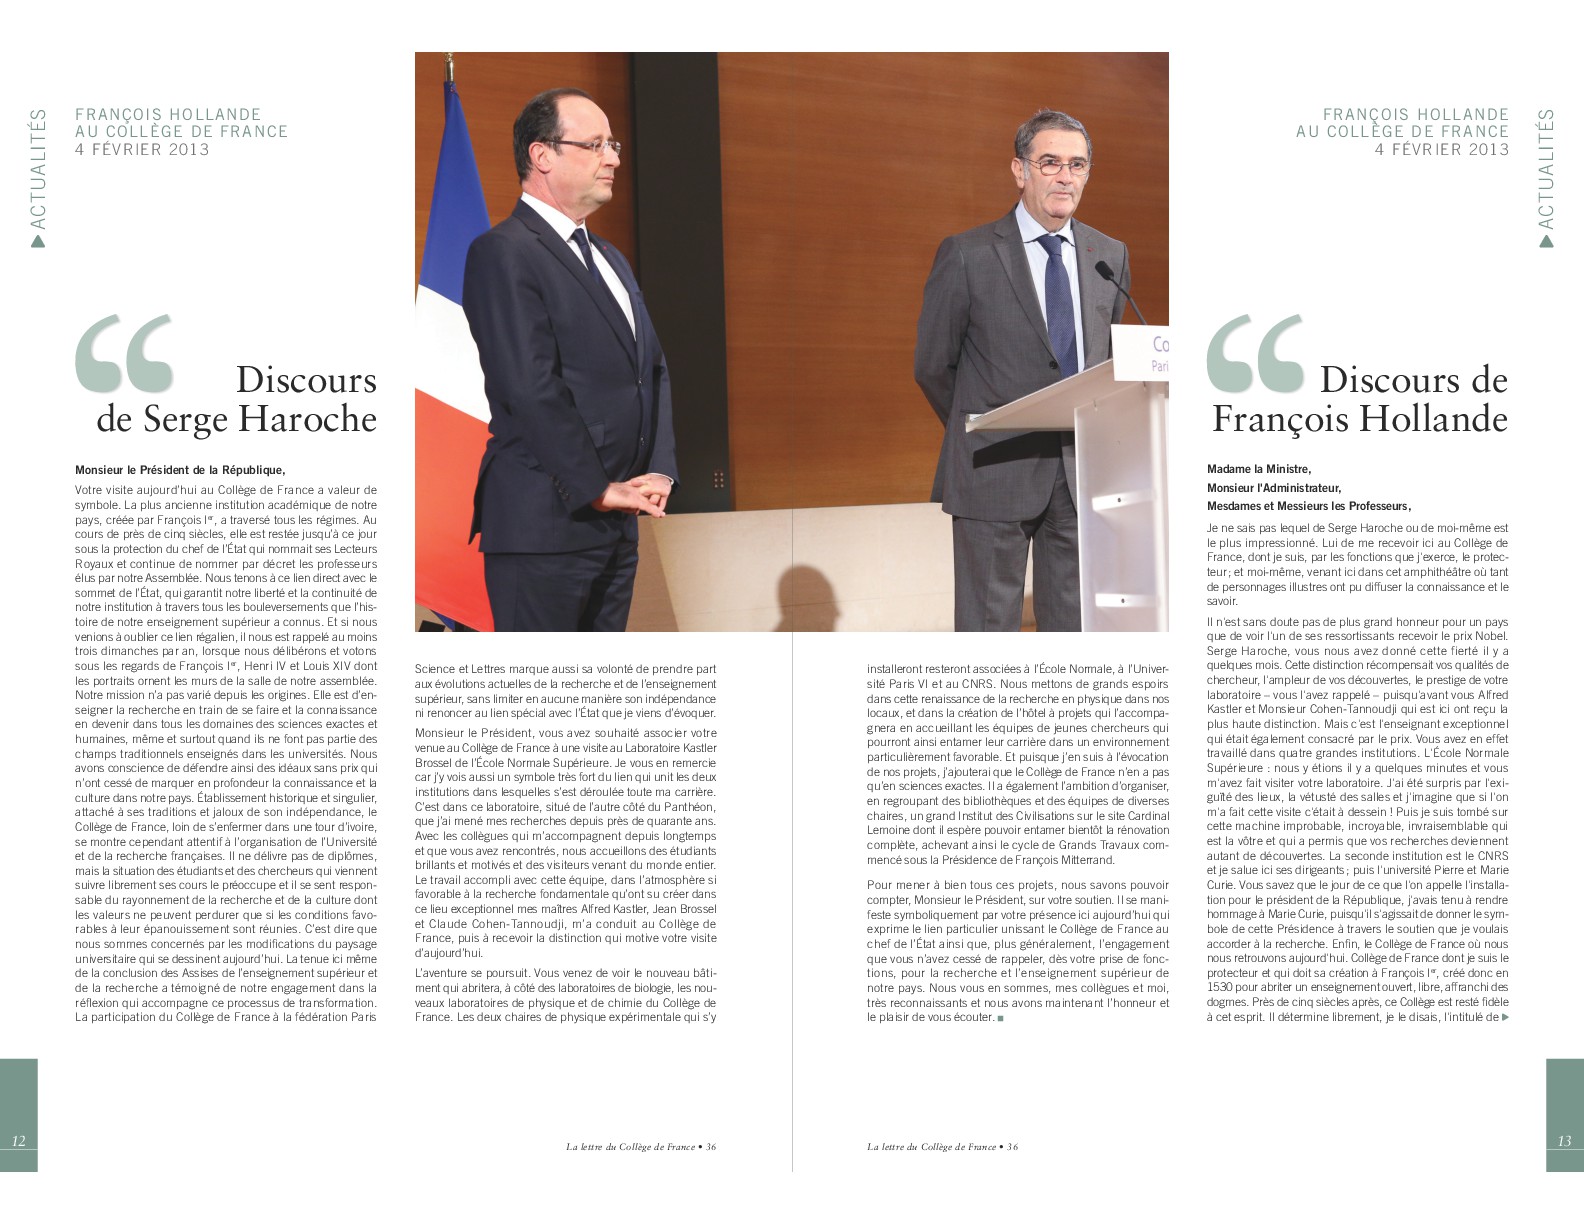 ACTUALITÉS
FRANÇOIS HOLLANDE
AU COLLÈGE DE FRANCE
4 FÉVRIER 2013
Discours
de Serge Haroche
Monsieur le Président de la République,
Votre visite aujourd'hui au Collège de France a valeur de
symbole. La plus ancienne institution académique de notre
pays, créée par François Ier, a traversé tous les régimes. Au
cours de près de cinq siècles, elle est restée jusqu'à ce jour
sous la protection du chef de l'État qui nommait ses Lecteurs
Royaux et continue de nommer par décret les professeurs
élus par notre Assemblée. Nous tenons à ce lien direct avec le
sommet de l'État, qui garantit notre liberté et la continuité de
notre institution à travers tous les bouleversements que l'his-
toire de notre enseignement supérieur a connus. Et si nous
venions à oublier ce lien régalien, il nous est rappelé au moins
trois dimanches par an, lorsque nous délibérons et votons
sous les regards de François Ier, Henri IV et Louis XIV dont
les portraits ornent les murs de la salle de notre assemblée.
Notre mission n'a pas varié depuis les origines. Elle est d'en-
seigner la recherche en train de se faire et la connaissance
en devenir dans tous les domaines des sciences exactes et
humaines, même et surtout quand ils ne font pas partie des
champs traditionnels enseignés dans les universités. Nous
avons conscience de défendre ainsi des idéaux sans prix qui
n'ont cessé de marquer en profondeur la connaissance et la
culture dans notre pays. Établissement historique et singulier,
attaché à ses traditions et jaloux de son indépendance, le
Collège de France, loin de s'enfermer dans une tour d'ivoire,
se montre cependant attentif à l'organisation de l'Université
et de la recherche françaises. Il ne délivre pas de diplômes,
mais la situation des étudiants et des chercheurs qui viennent
suivre librement ses cours le préoccupe et il se sent respon-
sable du rayonnement de la recherche et de la culture dont
les valeurs ne peuvent perdurer que si les conditions favo-
rables à leur épanouissement sont réunies. C'est dire que
nous sommes concernés par les modifications du paysage
universitaire qui se dessinent aujourd'hui. La tenue ici même
de la conclusion des Assises de l'enseignement supérieur et
de la recherche a témoigné de notre engagement dans la
réflexion qui accompagne ce processus de transformation.
La participation du Collège de France à la fédération Paris
Science et Lettres marque aussi sa volonté de prendre part
aux évolutions actuelles de la recherche et de l'enseignement
supérieur, sans limiter en aucune manière son indépendance
ni renoncer au lien spécial avec l'État que je viens d'évoquer.
Monsieur le Président, vous avez souhaité associer votre
venue au Collège de France à une visite au Laboratoire Kastler
Brossel de l'École Normale Supérieure. Je vous en remercie
car j'y vois aussi un symbole très fort du lien qui unit les deux
institutions dans lesquelles s'est déroulée toute ma carrière.
C'est dans ce laboratoire, situé de l'autre côté du Panthéon,
que j'ai mené mes recherches depuis près de quarante ans.
Avec les collègues qui m'accompagnent depuis longtemps
et que vous avez rencontrés, nous accueillons des étudiants
brillants et motivés et des visiteurs venant du monde entier.
Le travail accompli avec cette équipe, dans l'atmosphère si
favorable à la recherche fondamentale qu'ont su créer dans
ce lieu exceptionnel mes maîtres Alfred Kastler, Jean Brossel
et Claude Cohen-Tannoudji, m'a conduit au Collège de
France, puis à recevoir la distinction qui motive votre visite
d'aujourd'hui.
L'aventure se poursuit. Vous venez de voir le nouveau bâti-
ment qui abritera, à côté des laboratoires de biologie, les nou-
veaux laboratoires de physique et de chimie du Collège de
France. Les deux chaires de physique expérimentale qui s'y
12
La lettre du Collège de France • 36
Co
Pari
installeront resteront associées à l'École Normale, à l'Univer-
sité Paris VI et au CNRS. Nous mettons de grands espoirs
dans cette renaissance de la recherche en physique dans nos
locaux, et dans la création de l'hôtel à projets qui l'accompa-
gnera en accueillant les équipes de jeunes chercheurs qui
pourront ainsi entamer leur carrière dans un environnement
particulièrement favorable. Et puisque j'en suis à l'évocation
de nos projets, j'ajouterai que le Collège de France n'en a pas
qu'en sciences exactes. Il a également l'ambition d'organiser,
en regroupant des bibliothèques et des équipes de diverses
chaires, un grand Institut des Civilisations sur le site Cardinal
Lemoine dont il espère pouvoir entamer bientôt la rénovation
complète, achevant ainsi le cycle de Grands Travaux com-
mencé sous la Présidence de François Mitterrand.
Pour mener à bien tous ces projets, nous savons pouvoir
compter, Monsieur le Président, sur votre soutien. Il se mani-
feste symboliquement par votre présence ici aujourd'hui qui
exprime le lien particulier unissant le Collège de France au
chef de l'État ainsi que, plus généralement, l'engagement
que vous n'avez cessé de rappeler, dès votre prise de fonc-
tions, pour la recherche et l'enseignement supérieur de
notre pays. Nous vous en sommes, mes collègues et moi,
très reconnaissants et nous avons maintenant l'honneur et
le plaisir de vous écouter.
FRANÇOIS HOLLANDE
AU COLLÈGE DE FRANCE
4 FÉVRIER 2013
ACTUALITÉS
Discours de
François Hollande
Madame la Ministre,
Monsieur l'Administrateur,
Mesdames et Messieurs les Professeurs,
Je ne sais pas lequel de Serge Haroche ou de moi-même est
le plus impressionné. Lui de me recevoir ici au Collège de
France, dont je suis, par les fonctions que j'exerce, le protec-
teur ; et moi-même, venant ici dans cet amphithéâtre où tant
de personnages illustres ont pu diffuser la connaissance et le
savoir.
Il n'est sans doute pas de plus grand honneur pour un pays
que de voir l'un de ses ressortissants recevoir le prix Nobel.
Serge Haroche, vous nous avez donné cette fierté il y a
quelques mois. Cette distinction récompensait vos qualités de
chercheur, l'ampleur de vos découvertes, le prestige de votre
laboratoire – vous l'avez rappelé – puisqu'avant vous Alfred
Kastler et Monsieur Cohen-Tannoudji qui est ici ont reçu la
plus haute distinction. Mais c'est l'enseignant exceptionnel
qui était également consacré par le prix. Vous avez en effet
travaillé dans quatre grandes institutions. L'École Normale
Supérieure : nous y étions il y a quelques minutes et vous
m'avez fait visiter votre laboratoire. J'ai été surpris par l'exi-
guïté des lieux, la vétusté des salles et j'imagine que si l'on
m'a fait cette visite c'était à dessein ! Puis je suis tombé sur
cette machine improbable, incroyable, invraisemblable qui
est la vôtre et qui a permis que vos recherches deviennent
autant de découvertes. La seconde institution est le CNRS
et je salue ici ses dirigeants ; puis l'université Pierre et Marie
Curie. Vous savez que le jour de ce que l'on appelle l'installa-
tion pour le président de la République, j'avais tenu à rendre
hommage à Marie Curie, puisqu'il s'agissait de donner le sym-
bole de cette Présidence à travers le soutien que je voulais
accorder à la recherche. Enfin, le Collège de France où nous
nous retrouvons aujourd'hui. Collège de France dont je suis le
protecteur et qui doit sa création à François Ier, créé donc en
1530 pour abriter un enseignement ouvert, libre, affranchi des
dogmes. Près de cinq siècles après, ce Collège est resté fidèle
à cet esprit. Il détermine librement, je le disais, l'intitulé de
La lettre du Collège de France • 36
13